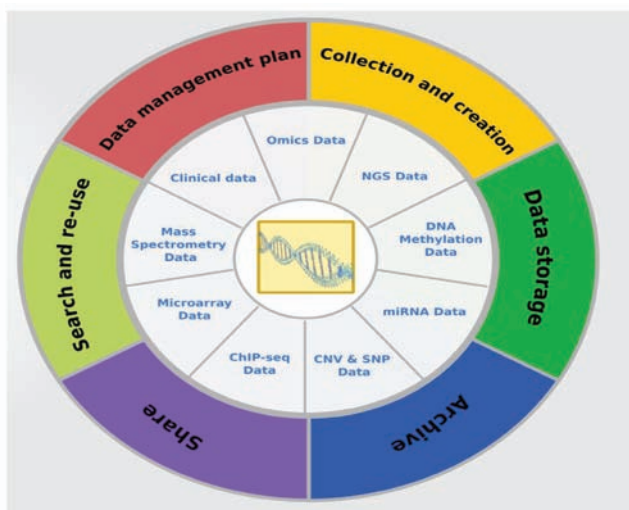 Data management plan
Collection and creation
Data storage
Archive
Share
Search and re-use
Omics Data
NGS Data
DNA
Methylation
Data
miRNA Data
CNV & SNP
Data
ChIP-seq
Data
Microarray
Data
Mass
Spectrometry
Data
Clinical data